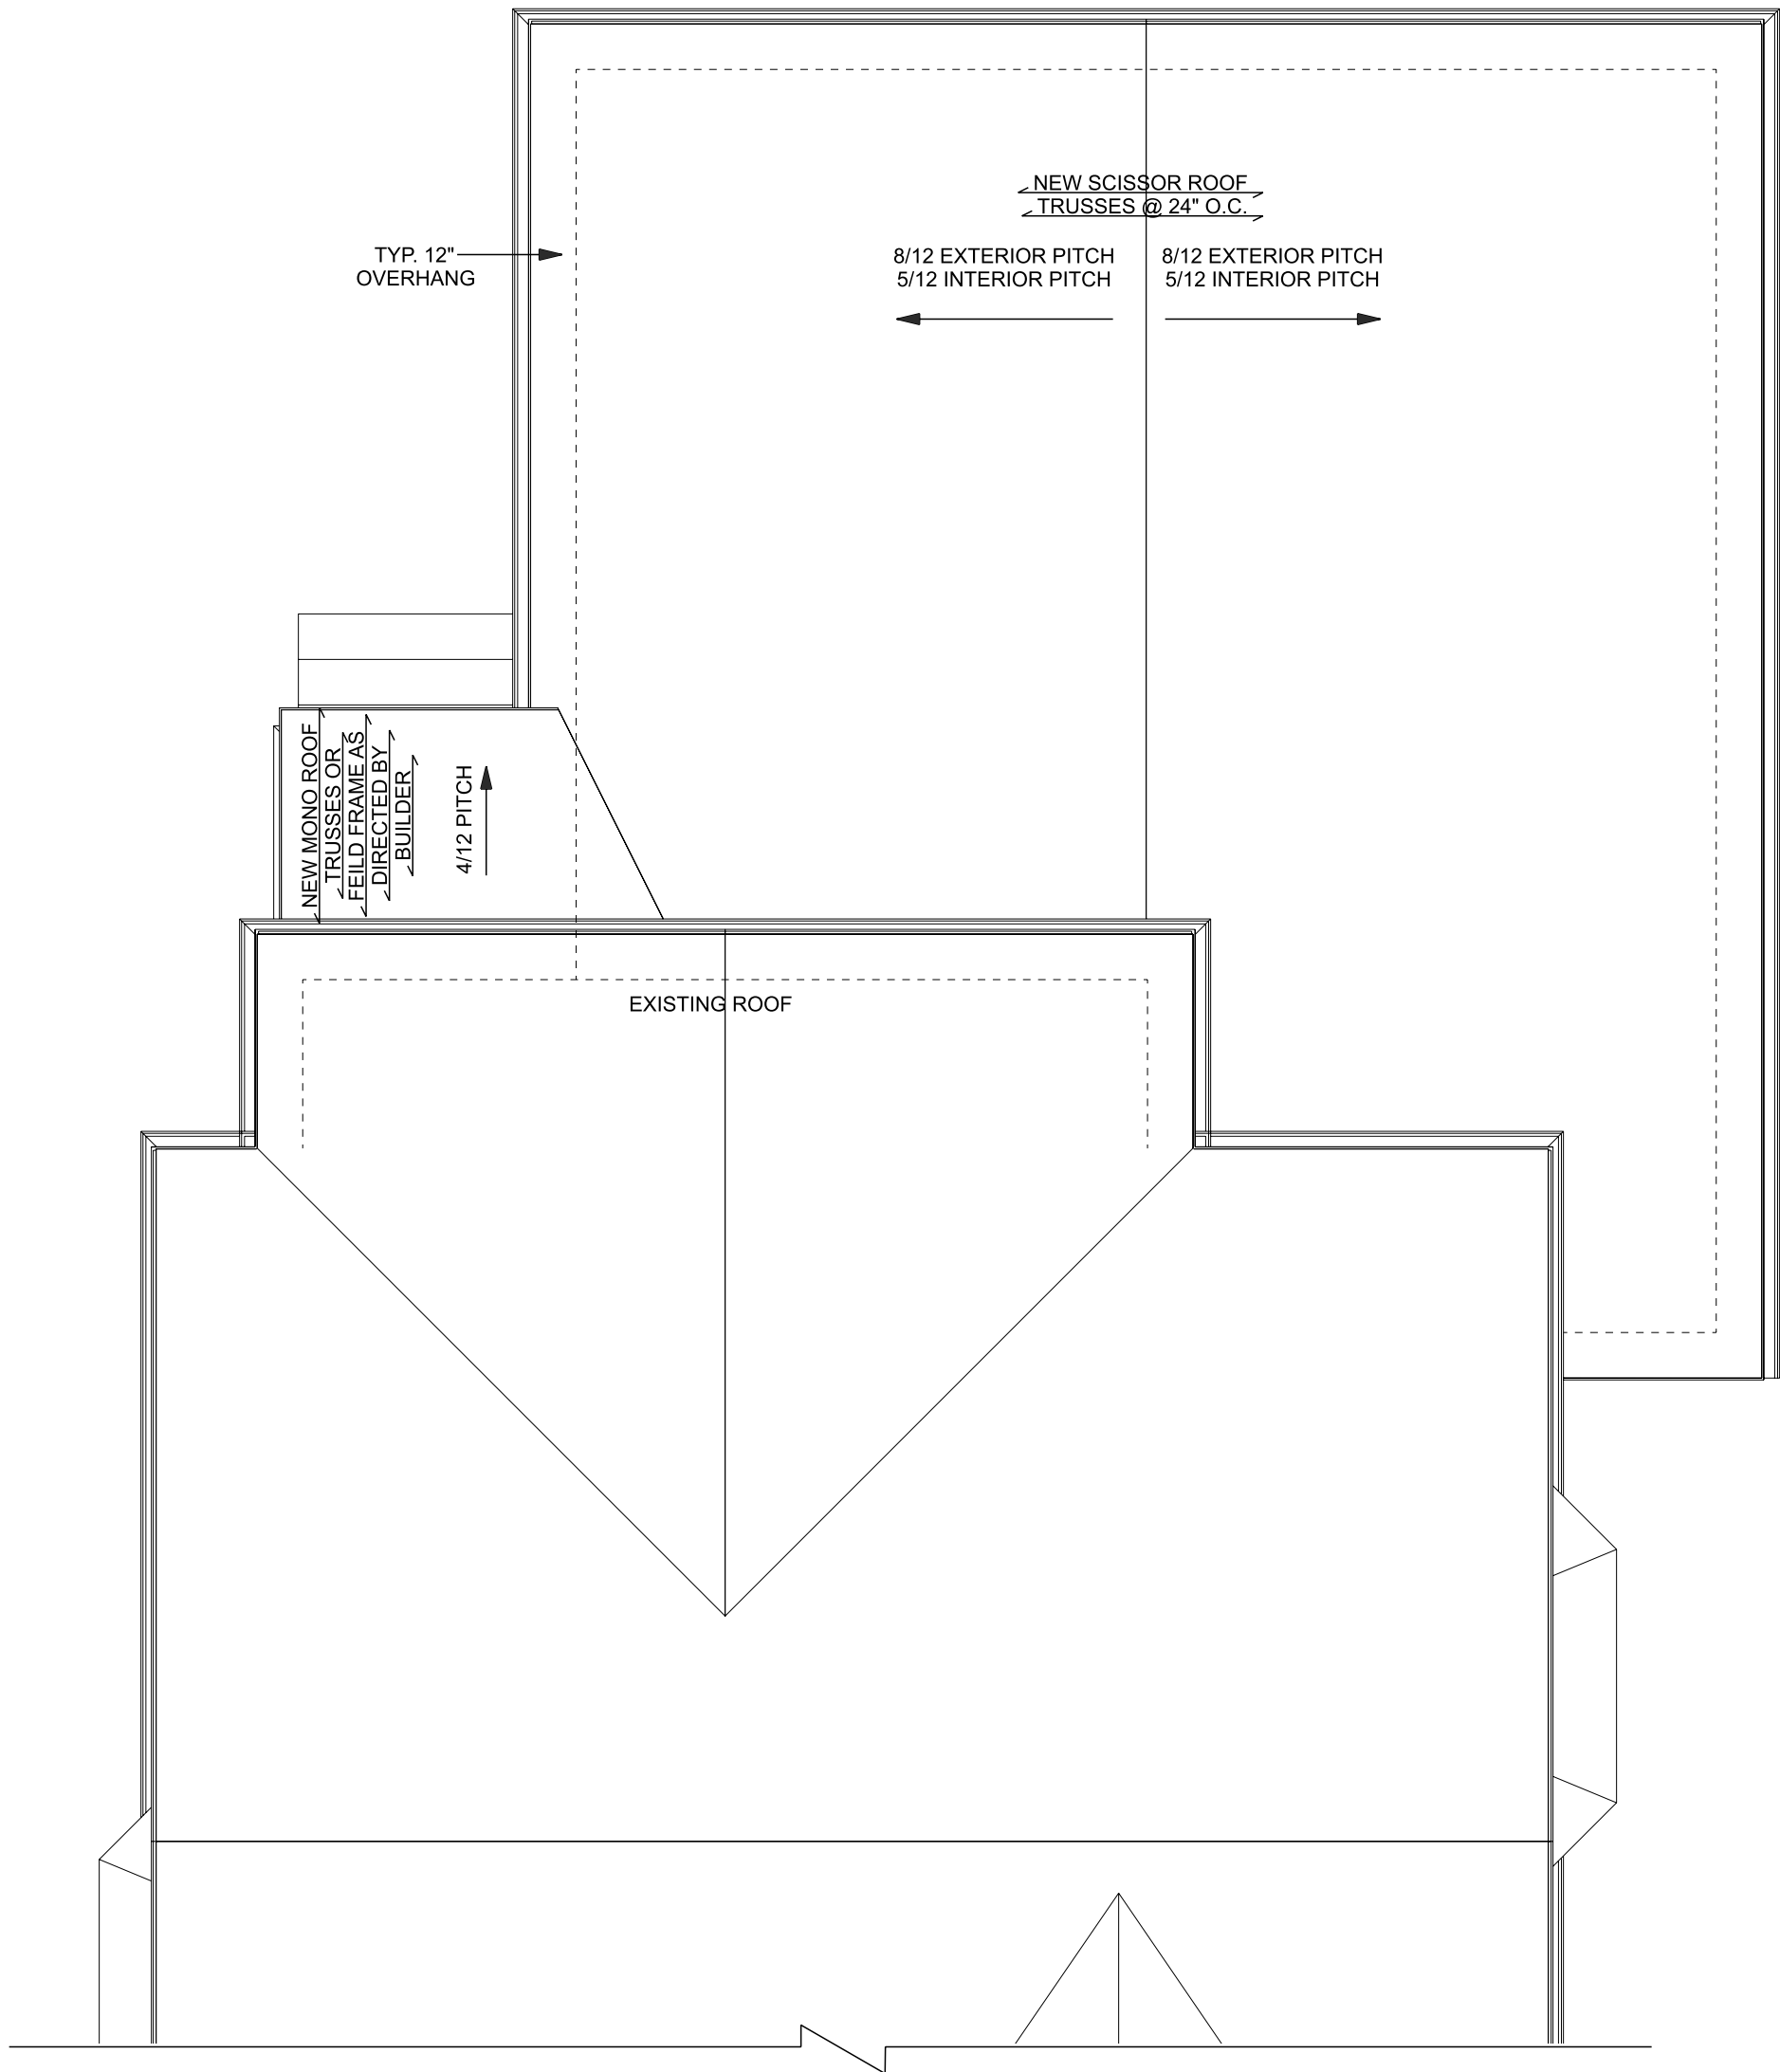 NEW SCISSOR ROOF
TRUSSES @ 24" O.C.
TYP. 12"
OVERHANG
8/12 EXTERIOR PITCH
5/12 INTERIOR PITCH
8/12 EXTERIOR PITCH
5/12 INTERIOR PITCH
NEW MONO ROOF
TRUSSES OR
FEILD FRAME AS
DIRECTED BY
BUILDER
4/12 PITCH
EXISTING ROOF